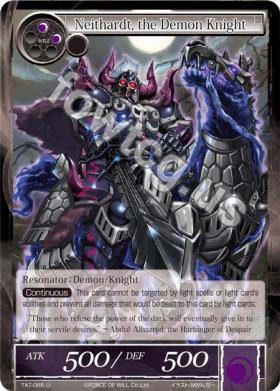 Neithardt, the Demon Knight
WILL
fowtcg.us
Resonator : Demon/Knight
Continuous This card cannot be targeted by light spells or light card's
abilities and prevent all damage that would be dealt to this card by light cards.
"Those who refuse the power of the dark will eventually give in to
their servile desires." ~ Abdul Alhazred, the Harbinger of Despair
ATK 500 / DEF 500
TAT-085 U ©FORCE OF WILL Co.,Ltd.